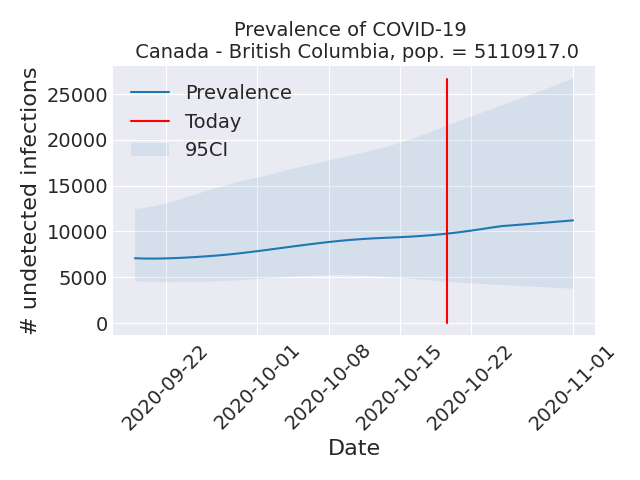 Prevalence of COVID-19
Canada - British Columbia, pop. = 5110917.0
# undetected infections
25000
20000
15000
10000
5000
0
Prevalence
Today
95CI
2020-09-22
2020-10-01
2020-10-08
2020-10-15
2020-10-22
2020-11-01
Date